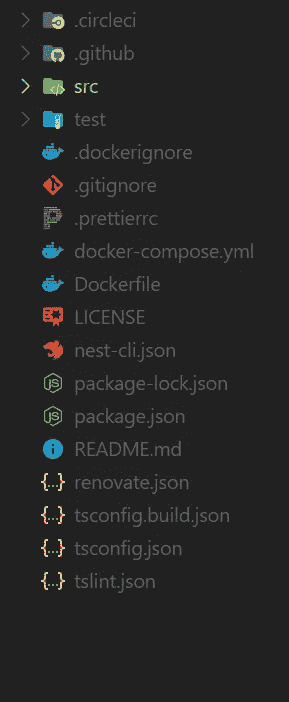 .circleci
.github
src
test
.dockerignore
.gitignore
.prettierrc
docker-compose.yml
Dockerfile
LICENSE
nest-cli.json
package-lock.json
package.json
README.md
renovate.json
tsconfig.build.json
tsconfig.json
tslint.json